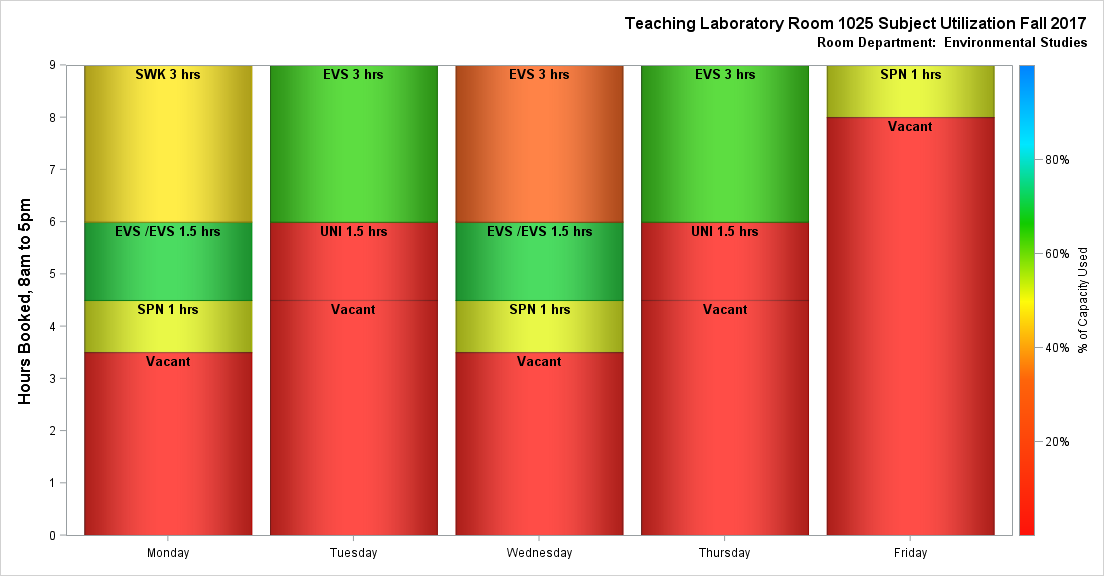 Teaching Laboratory Room 1025 Subject Utilization Fall 2017
Room Department: Environmental Studies
Hours Booked, 8am to 5pm
9
8
7
6
5
4
3
2
1
0
SWK 3 hrs
EVS /EVS 1.5 hrs
SPN 1 hrs
Vacant
Monday
EVS 3 hrs
UNI 1.5 hrs
Vacant
Tuesday
EVS 3 hrs
EVS /EVS 1.5 hrs
SPN 1 hrs
Vacant
Wednesday
EVS 3 hrs
UNI 1.5 hrs
Vacant
Thursday
SPN 1 hrs
Vacant
Friday
80%
60%
40%
20%
% of Capacity Used